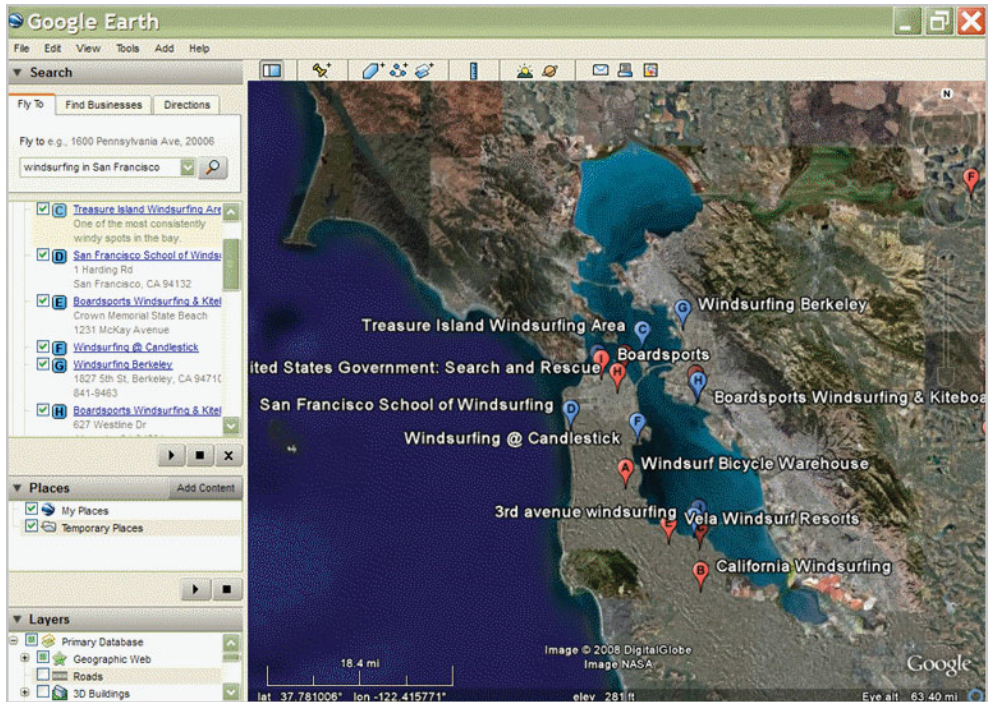 Google Earth
File Edit View Tools Add Help
Search
Fly To Find Businesses Directions
Fly to e.g., 1600 Pennsylvania Ave, 20006
windsurfing in San Francisco
C Treasure Island Windsurfing Are
One of the most consistently
windy spots in the bay.
D San Francisco School of Winds
1 Harding Rd
San Francisco, CA 94132
E Boardsports Windsurfing & Kitel
Crown Memorial State Beach
1231 McKay Avenue
F Windsurfing @ Candlestick
G Windsurfing Berkeley
1827 5th St, Berkeley, CA 94710
841-9463
H Boardsports Windsurfing & Kitel
627 Westline Dr
Places Add Content
My Places
Temporary Places
Layers
Primary Database
Geographic Web
Roads
3D Buildings
N
F
G Windsurfing Berkeley
Treasure Island Windsurfing Area C
Boardsports
ited States Government: Search and Rescue I
H
H Boardsports Windsurfing & Kiteboa
San Francisco School of Windsurfing D
Windsurfing @ Candlestick F
A Windsurf Bicycle Warehouse
3rd avenue windsurfing Vela Windsurf Resorts
E
B California Windsurfing
Image © 2008 DigitalGlobe
Image NASA
18.4 mi
Google
lat 37.781006° lon -122.415771° elev 281 ft Eye alt 63.40 mi